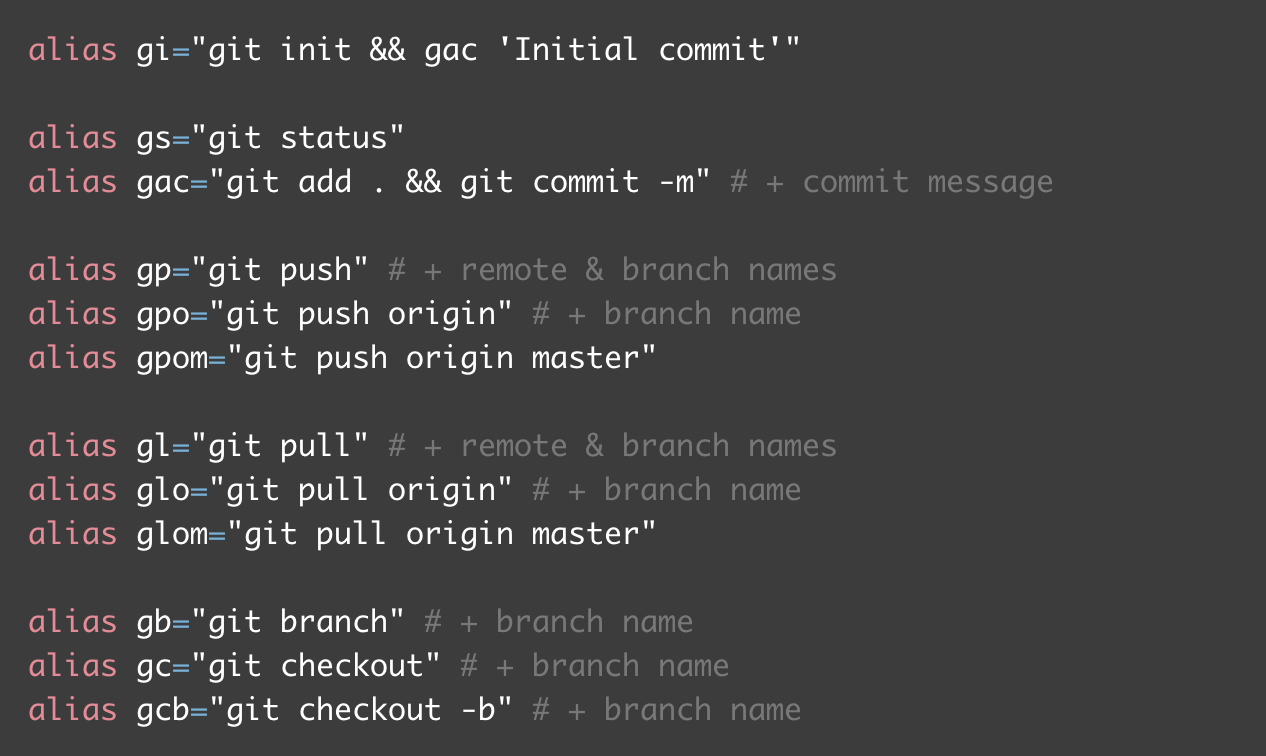 alias gi="git init && gac 'Initial commit'"
alias gs="git status"
alias gac="git add . && git commit -m" # + commit message
alias gp="git push" # + remote & branch names
alias gpo="git push origin" # + branch name
alias gpom="git push origin master"
alias gl="git pull" # + remote & branch names
alias glo="git pull origin" # + branch name
alias glom="git pull origin master"
alias gb="git branch" # + branch name
alias gc="git checkout" # + branch name
alias gcb="git checkout -b" # + branch name